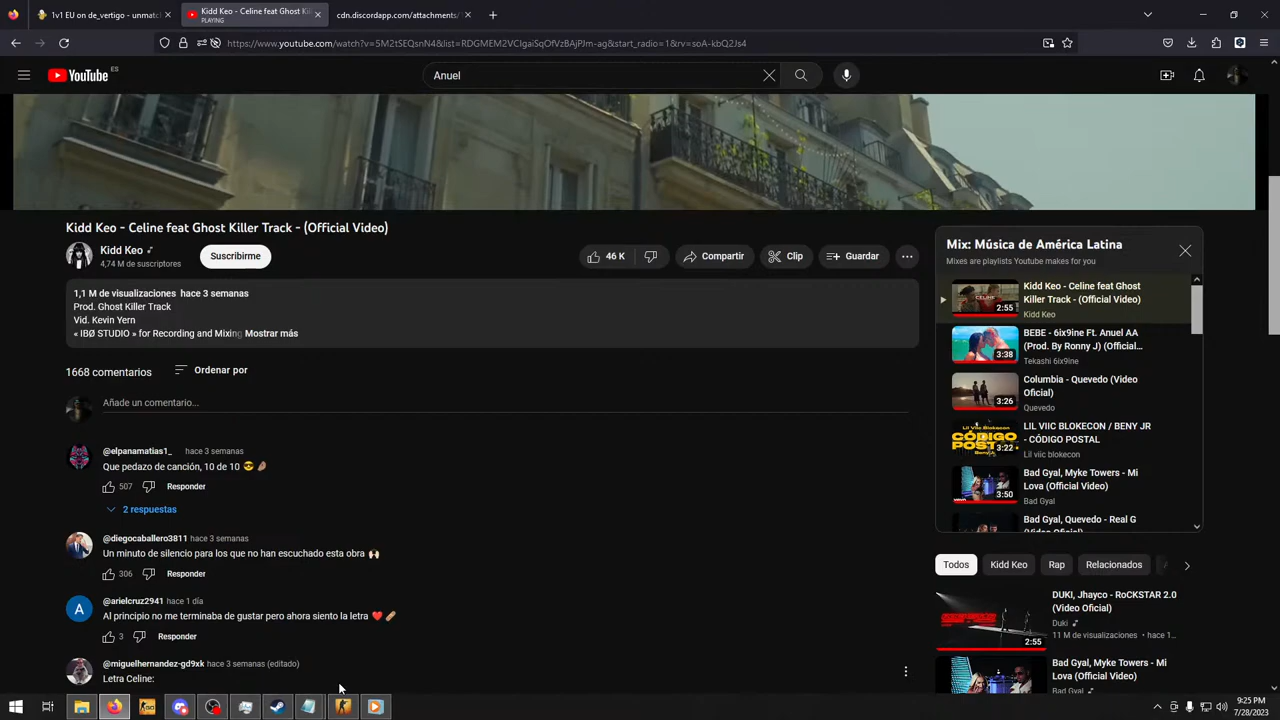 1v1 EU on de_vertigo - unmatc
Kidd Keo - Celine feat Ghost Kil
PLAYING
cdn.discordapp.com/attachments/
https://www.youtube.com/watch?v=5M2tSEQsnN4&list=RDGMEM2VCIgaiSqOfVzBAjPJm-ag&start_radio=1&rv=soA-kbQ2Js4
YouTube
ES
Anuel
Kidd Keo - Celine feat Ghost Killer Track - (Official Video)
Kidd Keo
4,74 M de suscriptores
Suscribirme
46 K
Compartir
Clip
Guardar
1,1 M de visualizaciones hace 3 semanas
Prod. Ghost Killer Track
Vid. Kevin Yern
« IBØ STUDIO » for Recording and Mixing Mostrar más
1668 comentarios
Ordenar por
Añade un comentario...
@elpanamatias1_ hace 3 semanas
Que pedazo de canción, 10 de 10 😎 🤌🏽
507 Responder
2 respuestas
@diegocaballero3811 hace 3 semanas
Un minuto de silencio para los que no han escuchado esta obra 🙌🏻
306 Responder
A
@arielcruz2941 hace 1 día
Al principio no me terminaba de gustar pero ahora siento la letra ❤️ 🩹
3 Responder
@miguelhernandez-gd9xk hace 3 semanas (editado)
Letra Celine:
Mix: Música de América Latina
Mixes are playlists Youtube makes for you
CELINE
2:55
Kidd Keo - Celine feat Ghost
Killer Track - (Official Video)
Kidd Keo
3:38
BEBE - 6ix9ine Ft. Anuel AA
(Prod. By Ronny J) (Official...
Tekashi 6ix9ine
3:26
Columbia - Quevedo (Video
Oficial)
Quevedo
Lil Viic Blokecon
CÓDIGO
POSTAL
Beny Jr
3:22
LIL VIIC BLOKECON / BENY JR
- CÓDIGO POSTAL
Lil viic blokecon
3:50
Bad Gyal, Myke Towers - Mi
Lova (Official Video)
Bad Gyal
Bad Gyal, Quevedo - Real G
(Official Video)
Todos
Kidd Keo
Rap
Relacionados
2:55
DUKI, Jhayco - RoCKSTAR 2.0
(Video Oficial)
Duki
11 M de visualizaciones • hace 1...
Bad Gyal, Myke Towers - Mi
Lova (Official Video)
Bad Gyal
9:25 PM
7/28/2023